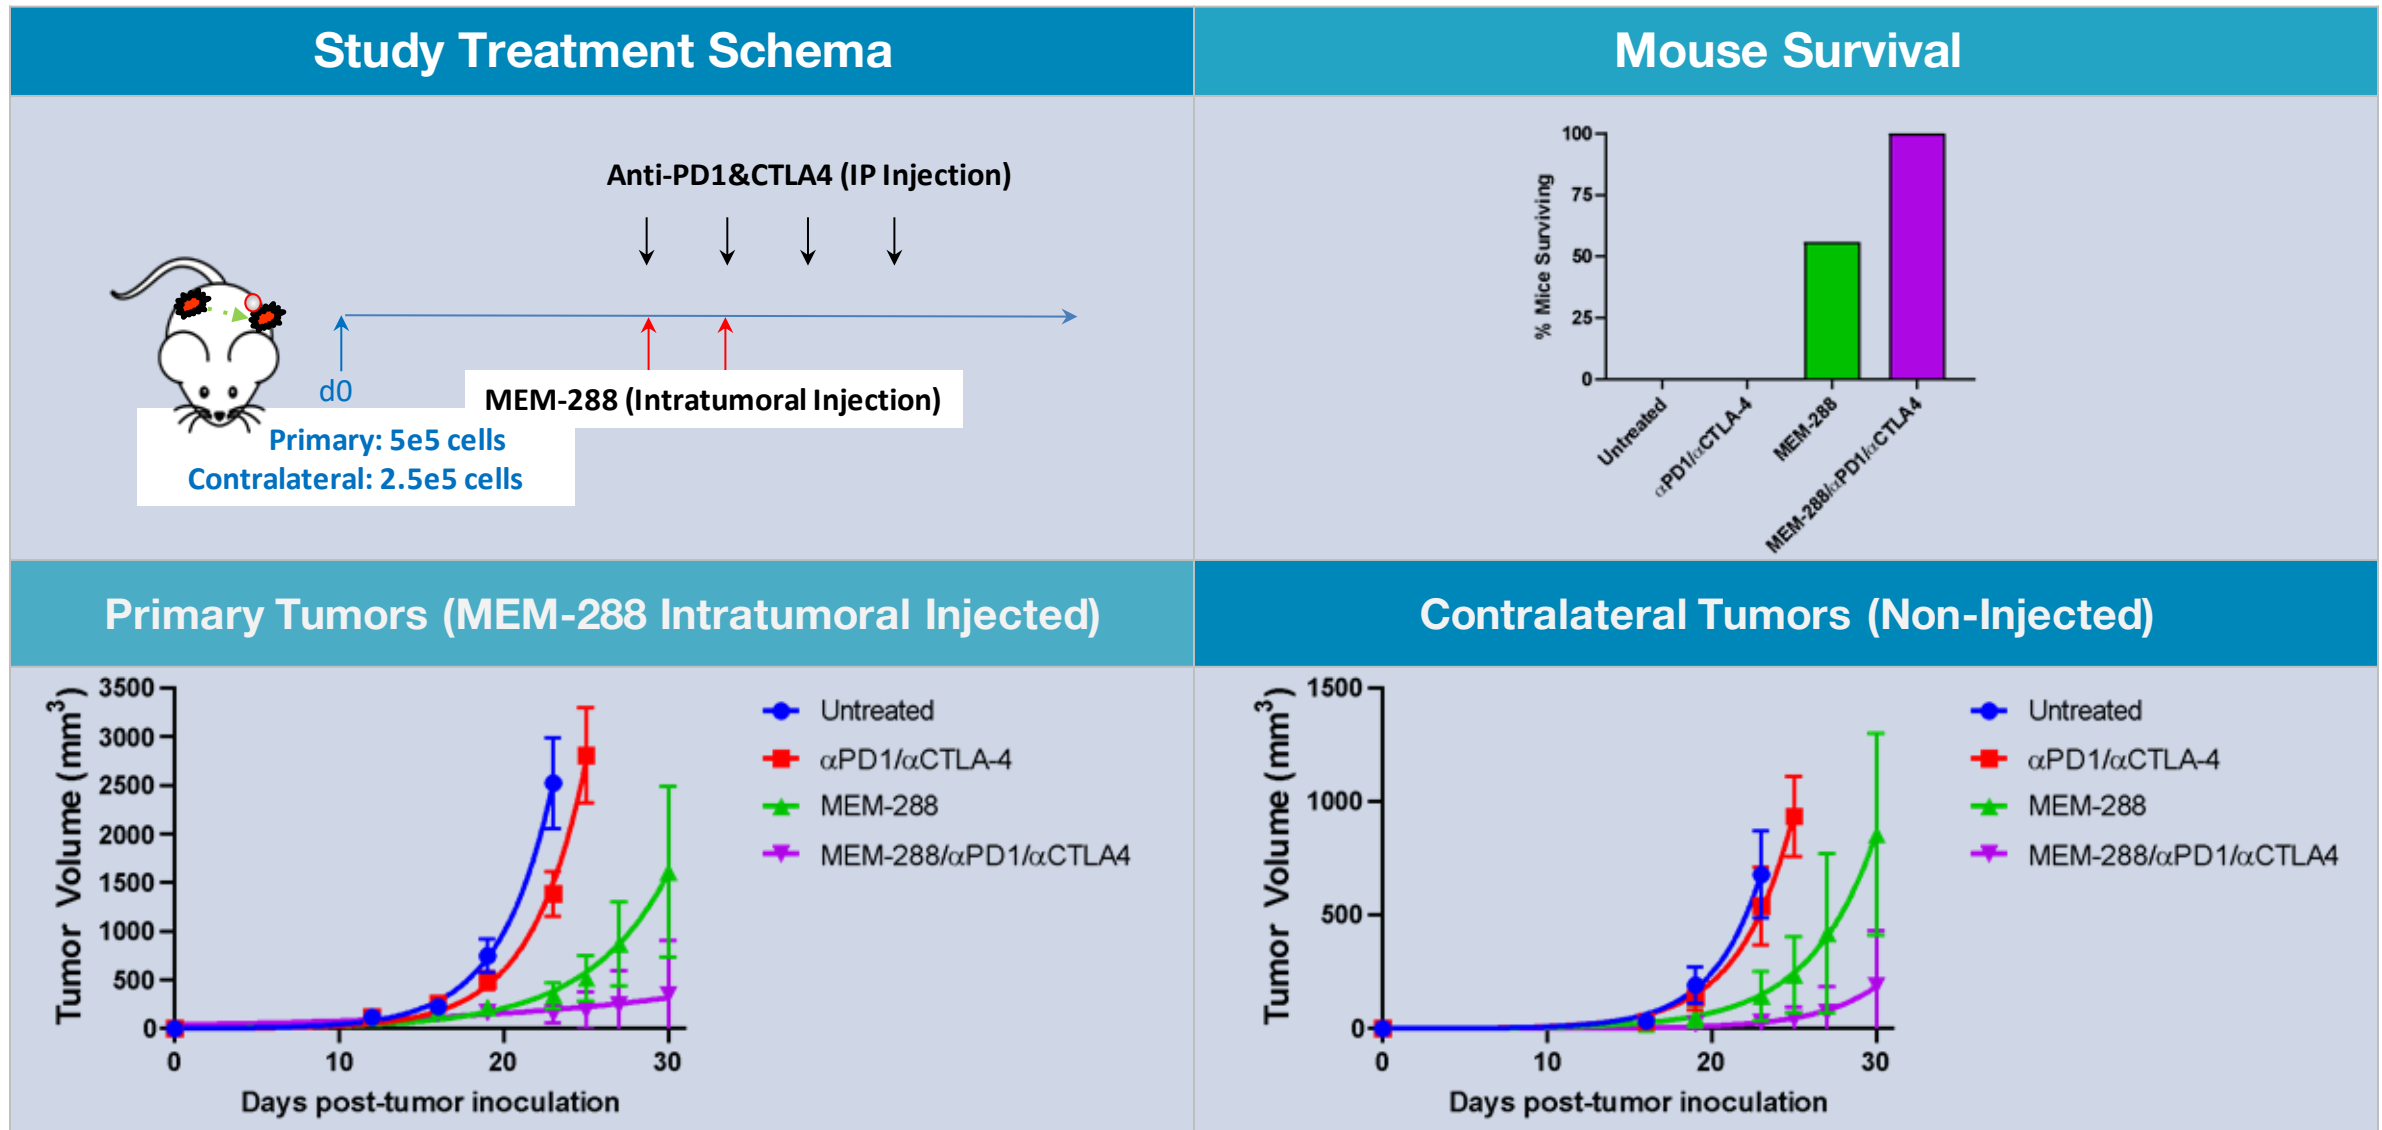 Study Treatment Schema
Mouse Survival
Anti-PD1&CTLA4 (IP Injection)
d0
MEM-288 (Intratumoral Injection)
Primary: 5e5 cells
Contralateral: 2.5e5 cells
% Mice Surviving
100
75
50
25
0
Untreated
αPD1/αCTLA-4
MEM-288
MEM-288/αPD1/αCTLA4
Primary Tumors (MEM-288 Intratumoral Injected)
Contralateral Tumors (Non-Injected)
Tumor Volume (mm³)
3500
3000
2500
2000
1500
1000
500
0
0 10 20 30
Days post-tumor inoculation
Untreated
αPD1/αCTLA-4
MEM-288
MEM-288/αPD1/αCTLA4
Tumor Volume (mm³)
1500
1000
500
0
0 10 20 30
Days post-tumor inoculation
Untreated
αPD1/αCTLA-4
MEM-288
MEM-288/αPD1/αCTLA4